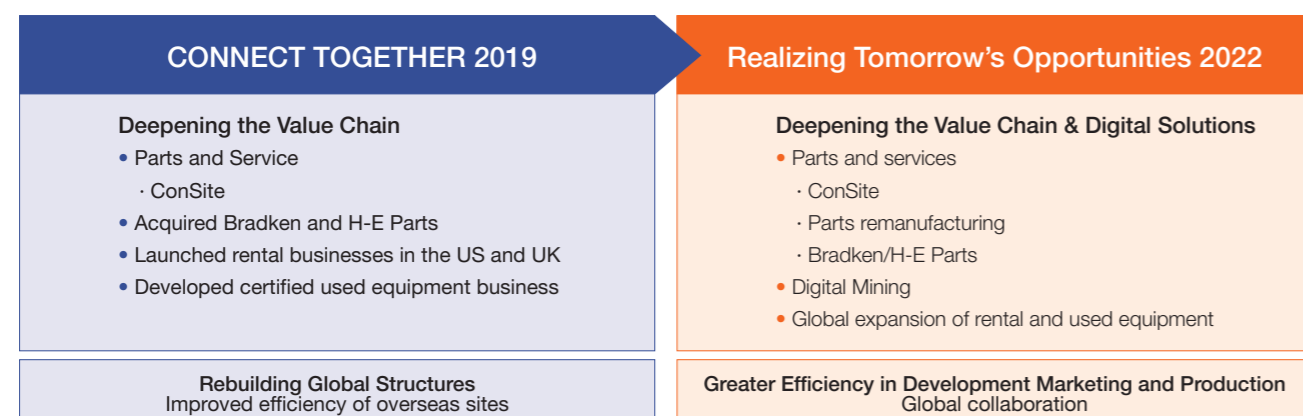 CONNECT TOGETHER 2019
Deepening the Value Chain
• Parts and Service
· ConSite
• Acquired Bradken and H-E Parts
• Launched rental businesses in the US and UK
• Developed certified used equipment business
Rebuilding Global Structures
Improved efficiency of overseas sites
Realizing Tomorrow's Opportunities 2022
Deepening the Value Chain & Digital Solutions
• Parts and services
· ConSite
· Parts remanufacturing
· Bradken/H-E Parts
• Digital Mining
• Global expansion of rental and used equipment
Greater Efficiency in Development Marketing and Production
Global collaboration